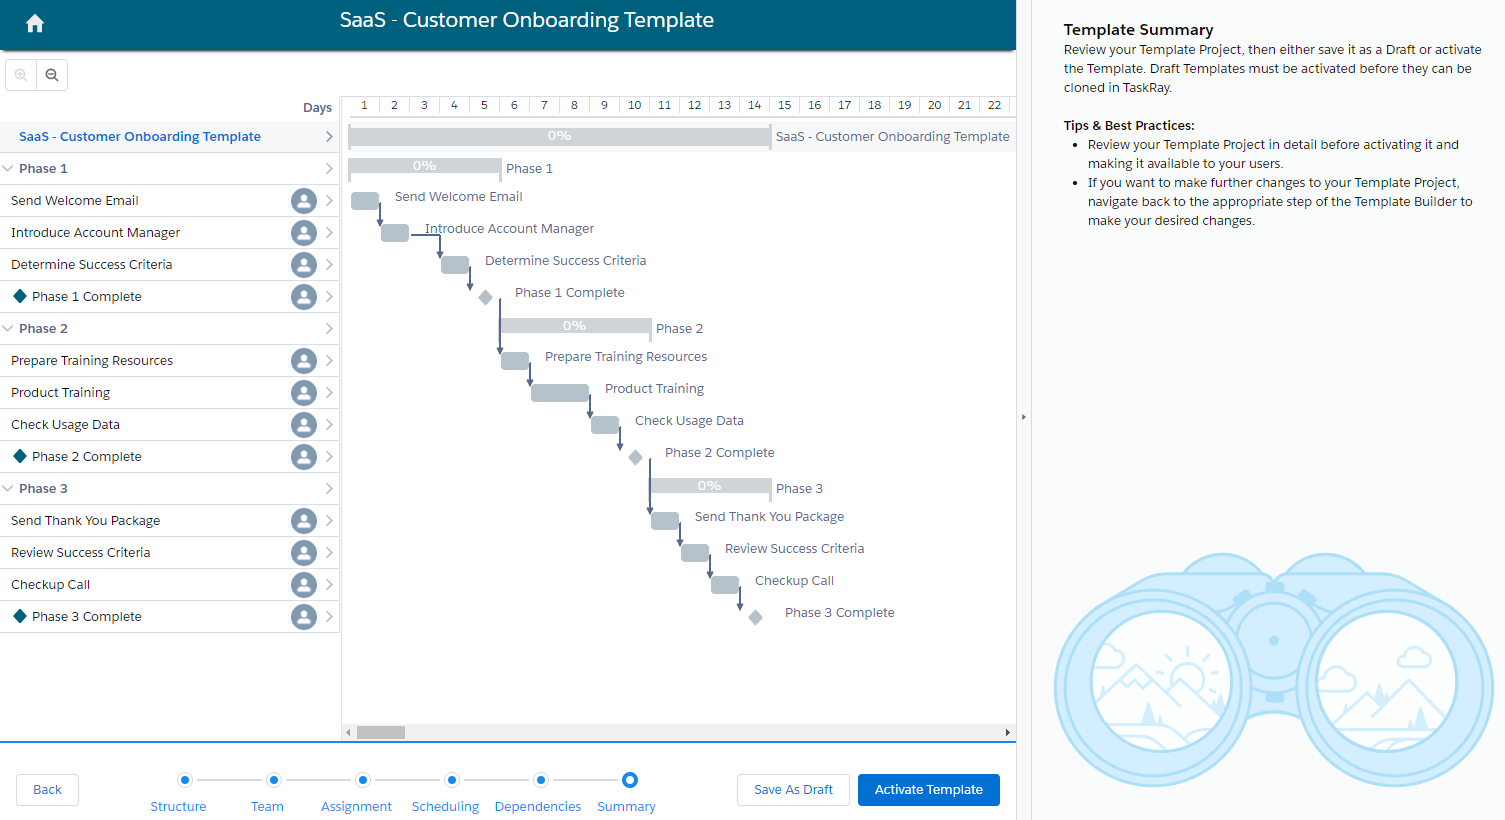 SaaS - Customer Onboarding Template
Days 1 2 3 4 5 6 7 8 9 10 11 12 13 14 15 16 17 18 19 20 21 22
SaaS - Customer Onboarding Template 0% SaaS - Customer Onboarding Template
Phase 1 0% Phase 1
Send Welcome Email Send Welcome Email
Introduce Account Manager Introduce Account Manager
Determine Success Criteria Determine Success Criteria
Phase 1 Complete Phase 1 Complete
Phase 2 0% Phase 2
Prepare Training Resources Prepare Training Resources
Product Training Product Training
Check Usage Data Check Usage Data
Phase 2 Complete Phase 2 Complete
Phase 3 0% Phase 3
Send Thank You Package Send Thank You Package
Review Success Criteria Review Success Criteria
Checkup Call Checkup Call
Phase 3 Complete Phase 3 Complete
Back
Structure Team Assignment Scheduling Dependencies Summary
Save As Draft Activate Template
Template Summary
Review your Template Project, then either save it as a Draft or activate
the Template. Draft Templates must be activated before they can be
cloned in TaskRay.
Tips & Best Practices:
• Review your Template Project in detail before activating it and
making it available to your users.
• If you want to make further changes to your Template Project,
navigate back to the appropriate step of the Template Builder to
make your desired changes.